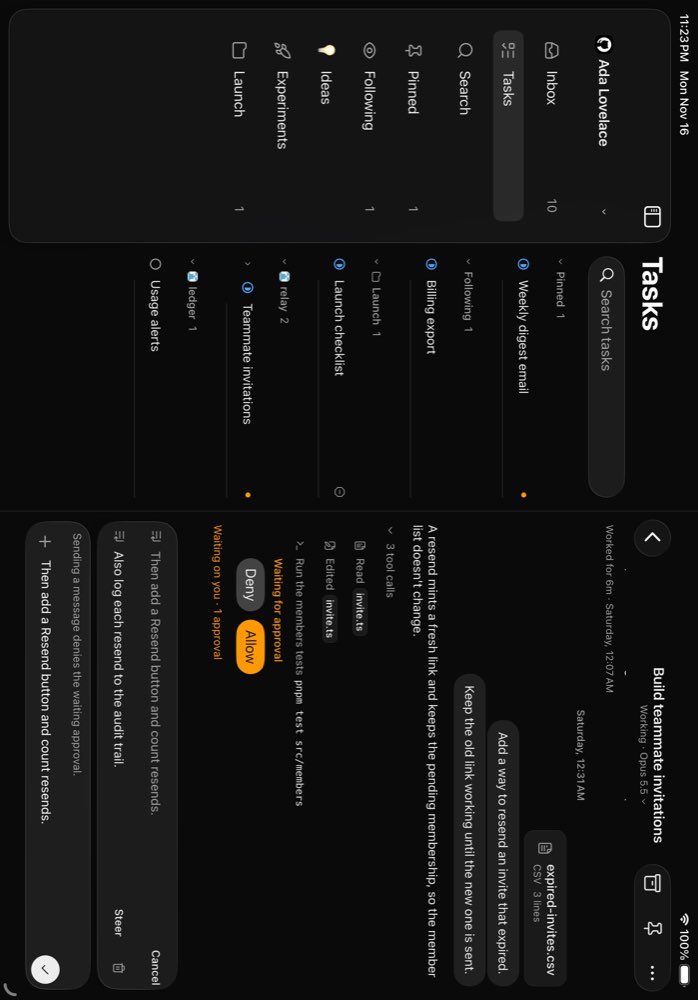 11:23 PM Mon Nov 16
100%
Ada Lovelace
Inbox 10
Tasks
Search
Pinned 1
Following 1
Ideas
Experiments
Launch 1
Tasks
Search tasks
Pinned 1
Weekly digest email
Following 1
Billing export
Launch 1
Launch checklist
relay 2
Teammate invitations
ledger 1
Usage alerts
Build teammate invitations
Working · Opus 5.5
Worked for 6m · Saturday, 12:07 AM
Saturday, 12:31 AM
expired-invites.csv
CSV 3 lines
Add a way to resend an invite that expired.
Keep the old link working until the new one is sent.
A resend mints a fresh link and keeps the pending membership, so the member
list doesn't change.
3 tool calls
Read invite.ts
Edited invite.ts
Run the members tests pnpm test src/members
Waiting for approval
Deny Allow
Waiting on you · 1 approval
Then add a Resend button and count resends. Cancel
Also log each resend to the audit trail. Steer
Sending a message denies the waiting approval.
Then add a Resend button and count resends.